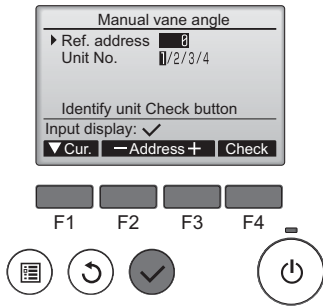 Manual vane angle
Ref. address 0
Unit No. 1/2/3/4
Identify unit Check button
Input display: ✓
▼Cur. －Address＋ Check
F1 F2 F3 F4